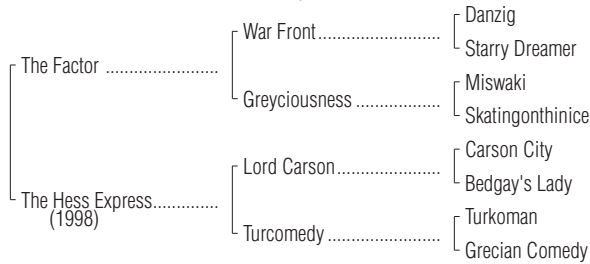 Danzig
War Front....................
Starry Dreamer
The Factor ........................
Miswaki
Greyciousness ..................
Skatingonthinice
Carson City
Lord Carson......................
Bedgay's Lady
The Hess Express..............
(1998)
Turkoman
Turcomedy ........................
Grecian Comedy